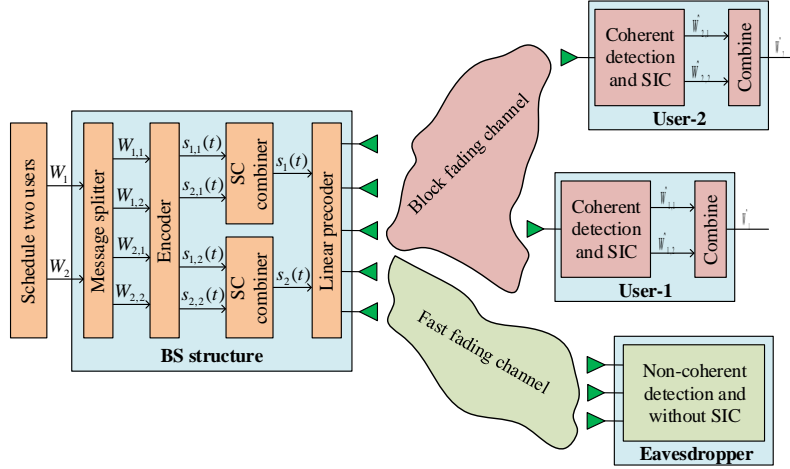 Schedule two users
W₁
W₂
Message splitter
W₁,₁
W₁,₂
W₂,₁
W₂,₂
Encoder
s₁,₁(t)
s₂,₁(t)
s₁,₂(t)
s₂,₂(t)
SC
combiner
SC
combiner
s₁(t)
s₂(t)
Linear precoder
BS structure
Block fading channel
Fast fading channel
Coherent
detection
and SIC
Combine
User-2
Coherent
detection
and SIC
Combine
User-1
Non-coherent
detection and
without SIC
Eavesdropper